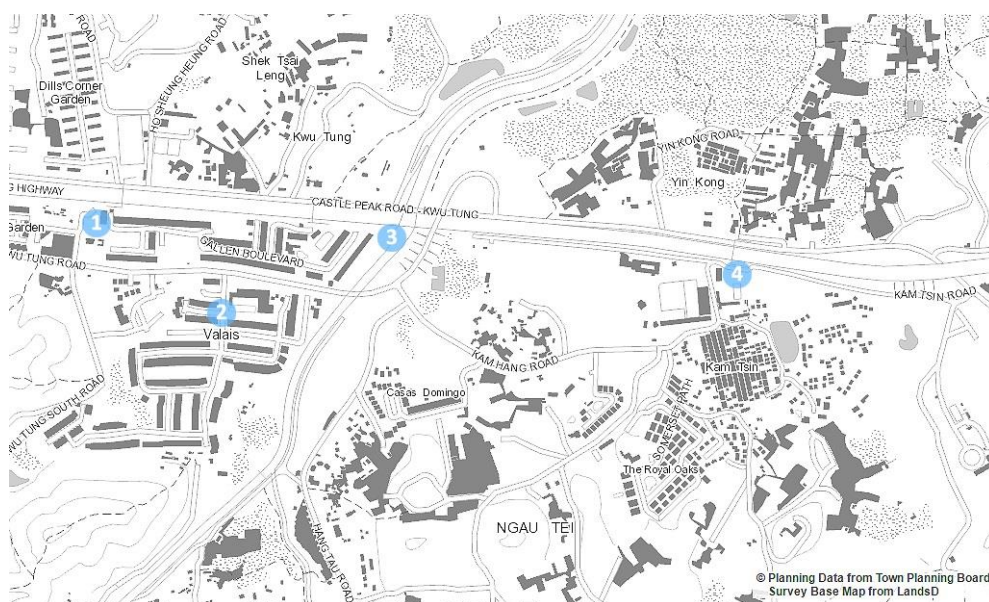 ROAD
Shek Tsai
Leng
HO SHEUNG HEUNG ROAD
Dills Corner
Garden
Kwu Tung
YIN KONG ROAD
Yin Kong
G HIGHWAY
CASTLE PEAK ROAD - KWU TUNG
1
Garden
3
GALLEN BOULEVARD
WU TUNG ROAD
4
KAM TSIN ROAD
2
Valais
KAM HANG ROAD
Kam Tsin
Casas Domingo
SOMERSET PATH
KWU TUNG SOUTH ROAD
The Royal Oaks
NGAU TEI
HANG TAU ROAD
© Planning Data from Town Planning Board
Survey Base Map from LandsD